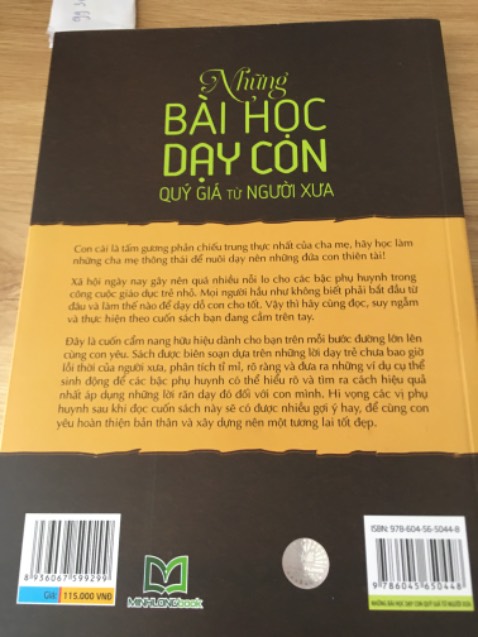 Những
BÀI HỌC
DẠY CON
QUÝ GIÁ TỪ NGƯỜI XƯA
Con cái là tấm gương phản chiếu trung thực nhất của cha mẹ, hãy học làm
những cha mẹ thông thái để nuôi dạy nên những đứa con thiên tài!
Xã hội ngày nay gây nên quá nhiều nỗi lo cho các bậc phụ huynh trong
công cuộc giáo dục trẻ nhỏ. Mọi người hầu như không biết phải bắt đầu từ
đâu và làm thế nào để dạy dỗ con cho tốt. Vậy thì hãy cùng đọc, suy ngẫm
và thực hiện theo cuốn sách bạn đang cầm trên tay.
Đây là cuốn cẩm nang hữu hiệu dành cho bạn trên mỗi bước đường lớn lên
cùng con yêu. Sách được biên soạn dựa trên những lời dạy trẻ chưa bao giờ
lỗi thời của người xưa, phân tích tỉ mỉ, rõ ràng và đưa ra những ví dụ cụ thể
sinh động để các bậc phụ huynh có thể hiểu rõ và tìm ra cách hiệu quả
nhất áp dụng những lời răn dạy đó đối với con mình. Hi vọng các vị phụ
huynh sau khi đọc cuốn sách này sẽ có được nhiều gợi ý hay, để cùng con
yêu hoàn thiện bản thân và xây dựng nên một tương lai tốt đẹp.
ISBN: 978-604-56-5044-8
8 936067 599299
Giá: 115.000 VNĐ
MINHLONGbook
9 786045 650448
NHỮNG BÀI HỌC DẠY CON QUÝ GIÁ TỪ NGƯỜI XƯA